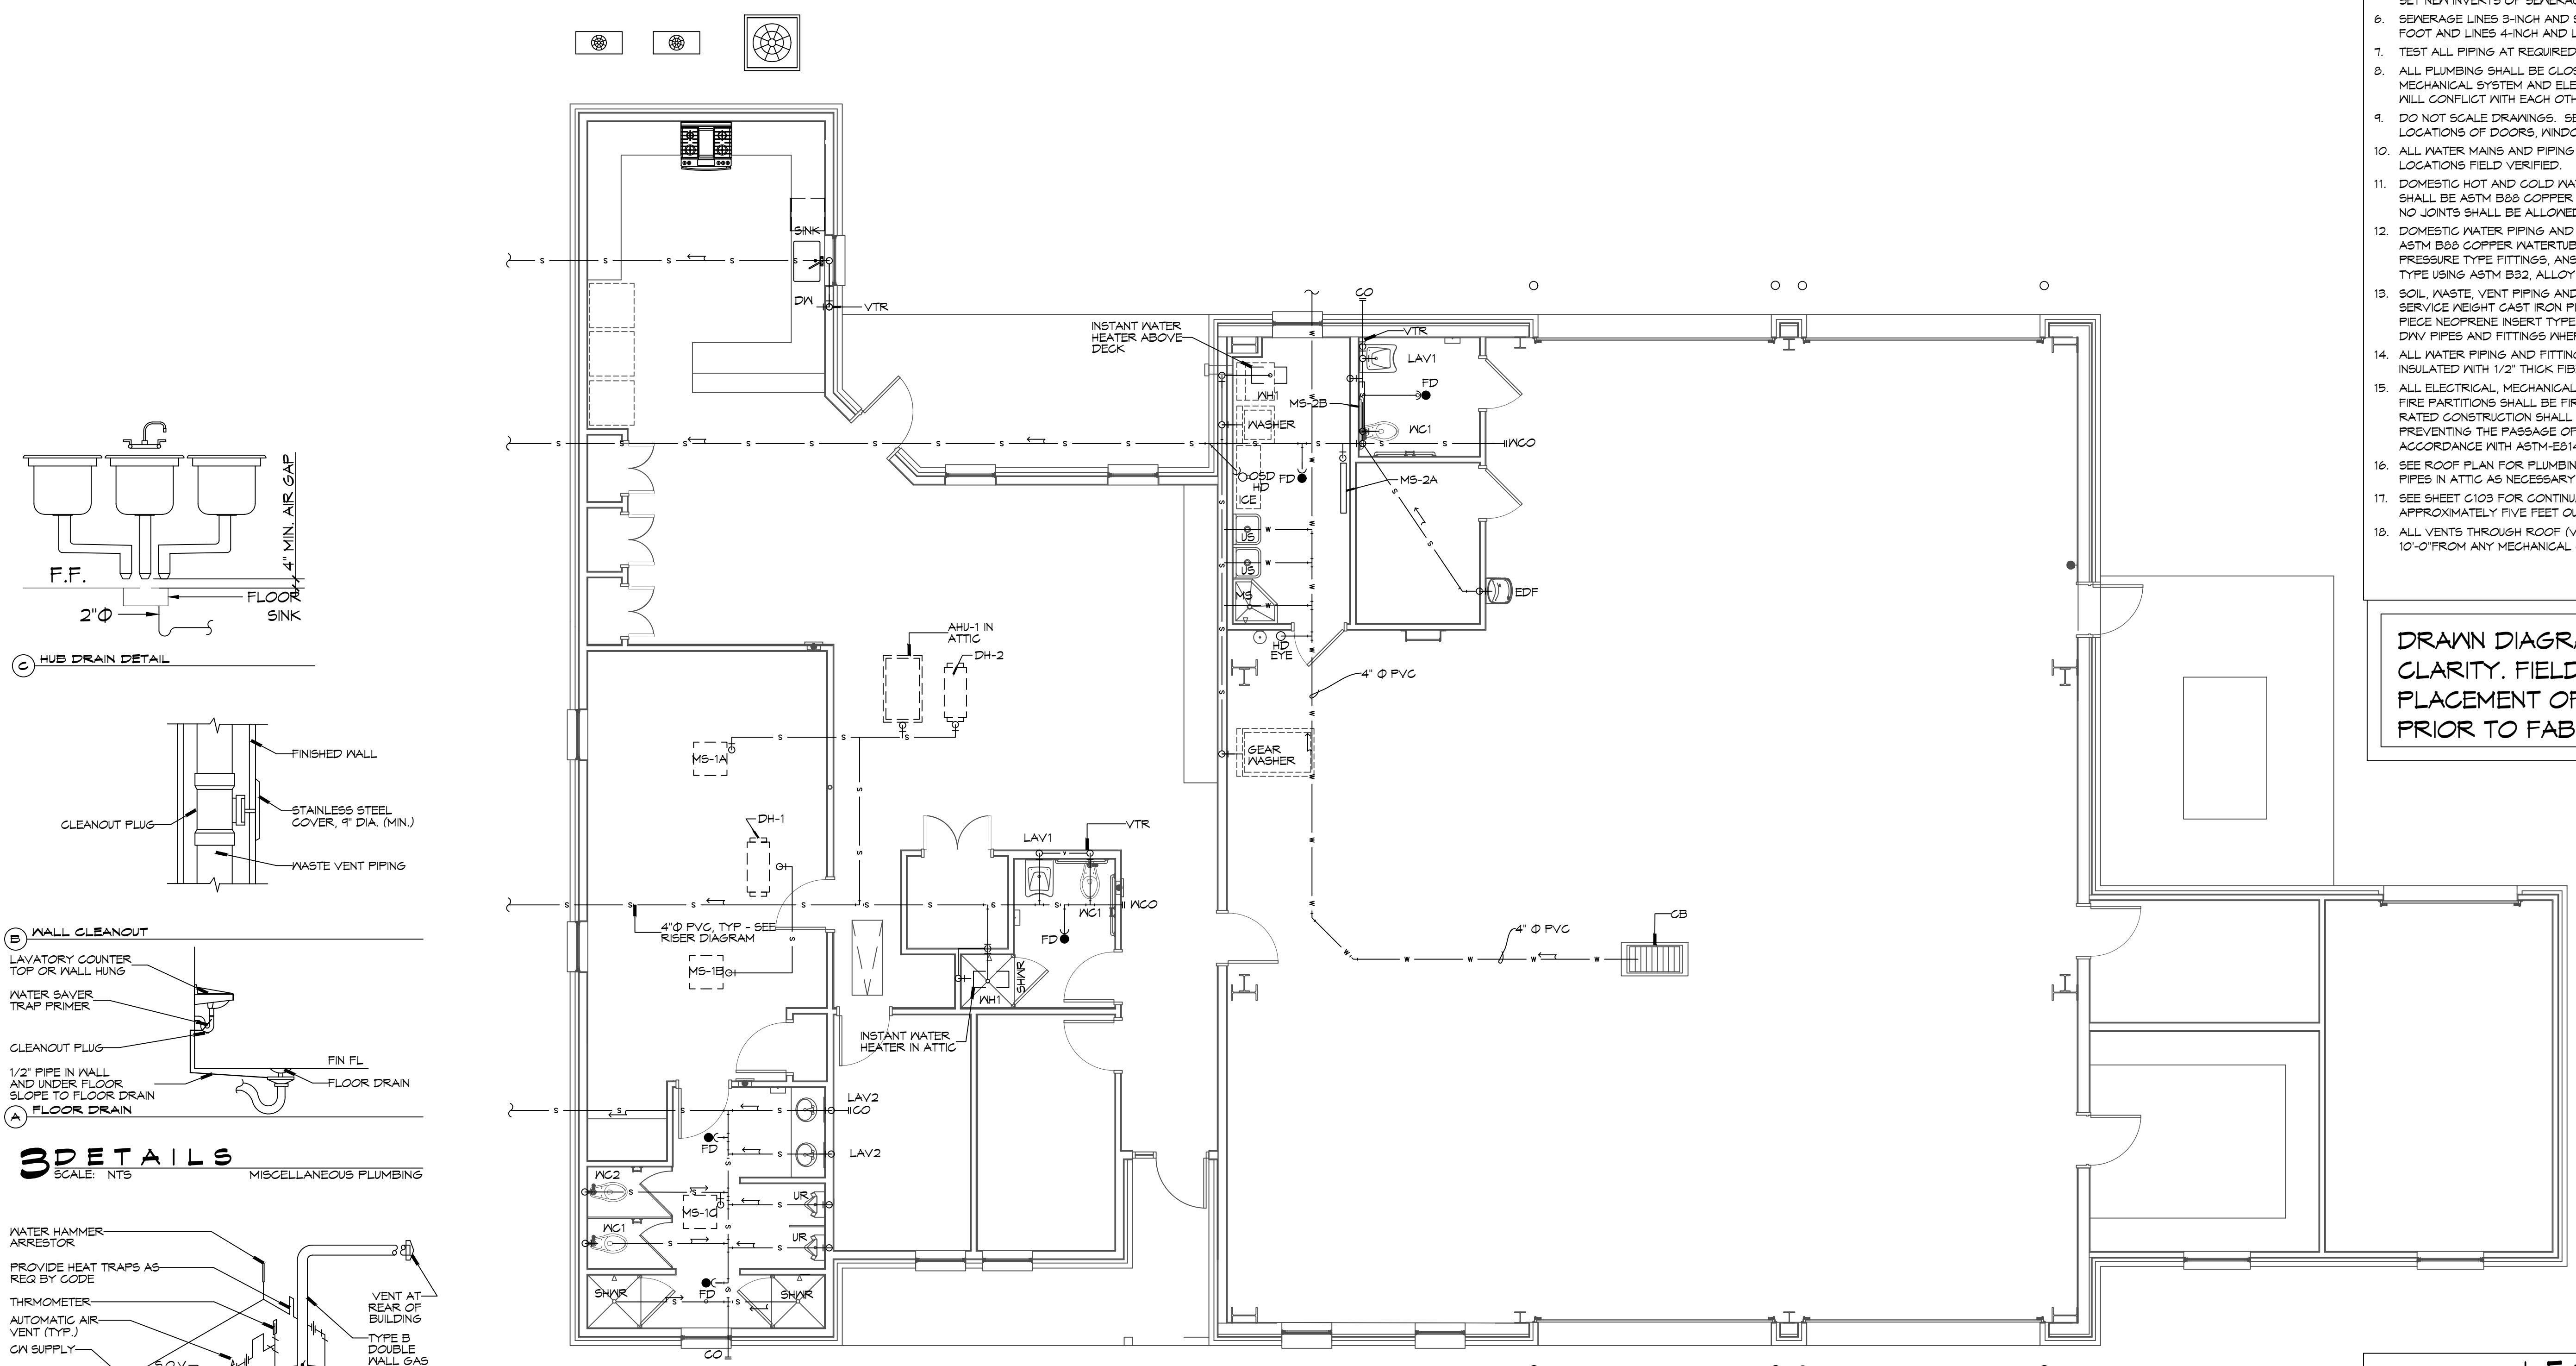 4" MIN. AIR GAP
F.F.
FLOOR
SINK
2"Φ
C HUB DRAIN DETAIL
FINISHED WALL
STAINLESS STEEL
COVER, 9" DIA. (MIN.)
CLEANOUT PLUG
WASTE VENT PIPING
B WALL CLEANOUT
LAVATORY COUNTER
TOP OR WALL HUNG
WATER SAVER
TRAP PRIMER
CLEANOUT PLUG
FIN FL
1/2" PIPE IN WALL
AND UNDER FLOOR
SLOPE TO FLOOR DRAIN
FLOOR DRAIN
A FLOOR DRAIN
3 DETAILS
SCALE: NTS MISCELLANEOUS PLUMBING
WATER HAMMER
ARRESTOR
PROVIDE HEAT TRAPS AS
REQ BY CODE
THRMOMETER
AUTOMATIC AIR
VENT (TYP.)
CW SUPPLY
VENT AT
REAR OF
BUILDING
TYPE B
DOUBLE
WALL GAS
SINK
DW
VTR
INSTANT WATER
HEATER ABOVE
DECK
CO
VTR
LAV1
FD
WH1
MS-2B
WASHER
WC1
WCO
OSD
HD
FD
ICE
MS-2A
US
US
MS
EDF
HD
EYE
AHU-1 IN
ATTIC
DH-2
4" Φ PVC
GEAR
WASHER
MS-1A
DH-1
LAV1
VTR
WC1
WCO
4"Φ PVC, TYP - SEE
RISER DIAGRAM
FD
MS-1B
SHWR
WH1
INSTANT WATER
HEATER IN ATTIC
CB
4" Φ PVC
LAV2
CO
FD
LAV2
WC2
MS-1C
UR
WC1
UR
SHWR
FD
SHWR
CO
6. SEWERAGE LINES 3-INCH AND S
FOOT AND LINES 4-INCH AND L
7. TEST ALL PIPING AT REQUIRED
8. ALL PLUMBING SHALL BE CLOS
MECHANICAL SYSTEM AND ELE
WILL CONFLICT WITH EACH OTH
9. DO NOT SCALE DRAWINGS. SE
LOCATIONS OF DOORS, WINDO
10. ALL WATER MAINS AND PIPING
LOCATIONS FIELD VERIFIED.
11. DOMESTIC HOT AND COLD WA
SHALL BE ASTM B88 COPPER
NO JOINTS SHALL BE ALLOWED
12. DOMESTIC WATER PIPING AND
ASTM B88 COPPER WATERTUB
PRESSURE TYPE FITTINGS, ANS
TYPE USING ASTM B32, ALLOY
13. SOIL, WASTE, VENT PIPING AND
SERVICE WEIGHT CAST IRON PI
PIECE NEOPRENE INSERT TYPE
DWV PIPES AND FITTINGS WHE
14. ALL WATER PIPING AND FITTING
INSULATED WITH 1/2" THICK FIB
15. ALL ELECTRICAL, MECHANICAL
FIRE PARTITIONS SHALL BE FIR
RATED CONSTRUCTION SHALL
PREVENTING THE PASSAGE OF
ACCORDANCE WITH ASTM-E814
16. SEE ROOF PLAN FOR PLUMBIN
PIPES IN ATTIC AS NECESSARY
17. SEE SHEET C103 FOR CONTINU
APPROXIMATELY FIVE FEET OU
18. ALL VENTS THROUGH ROOF (V
10'-0"FROM ANY MECHANICAL
DRAWN DIAGRA
CLARITY. FIELD
PLACEMENT OF
PRIOR TO FAB